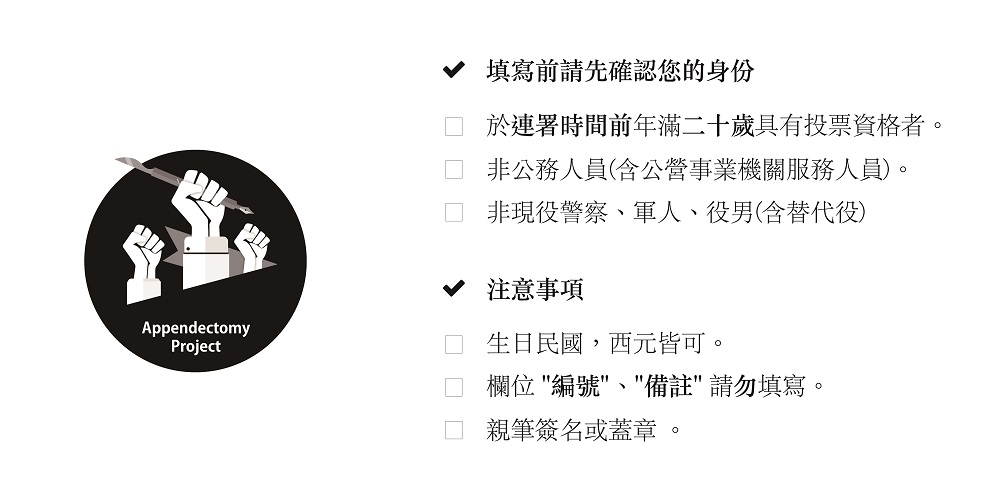 Appendectomy
Project
填寫前請先確認您的身份
於連署時間前年滿二十歲具有投票資格者。
非公務人員(含公營事業機關服務人員)。
非現役警察、軍人、役男(含替代役)
注意事項
生日民國，西元皆可。
欄位 "編號"、"備註" 請勿填寫。
親筆簽名或蓋章 。